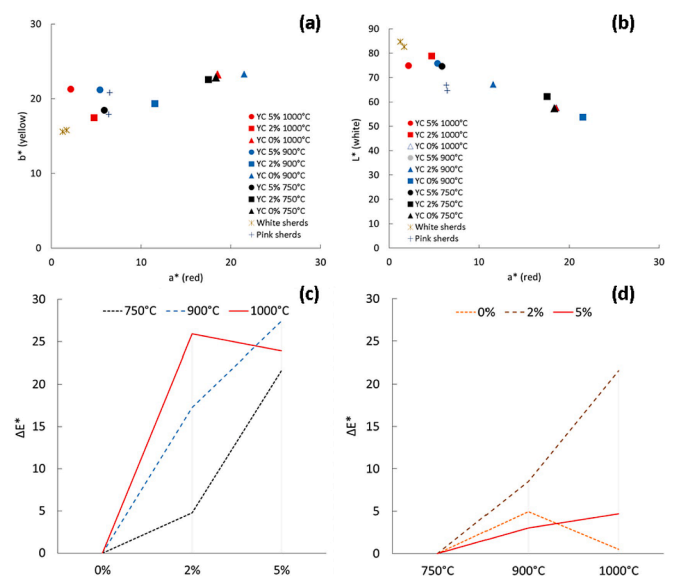 (a)
30
20
10
0
b* (yellow)
YC 5% 1000°C
YC 2% 1000°C
YC 0% 1000°C
YC 5% 900°C
YC 2% 900°C
YC 0% 900°C
YC 5% 750°C
YC 2% 750°C
YC 0% 750°C
White sherds
Pink sherds
0 10 20 30
a* (red)
(b)
90
80
70
60
50
40
30
20
10
0
L* (white)
YC 5% 1000°C
YC 2% 1000°C
YC 0% 1000°C
YC 5% 900°C
YC 2% 900°C
YC 0% 900°C
YC 5% 750°C
YC 2% 750°C
YC 0% 750°C
White sherds
Pink sherds
0 10 20 30
a* (red)
(c)
750°C 900°C 1000°C
30
25
20
15
10
5
0
ΔE*
0% 2% 5%
(d)
0% 2% 5%
30
25
20
15
10
5
0
ΔE*
750°C 900°C 1000°C